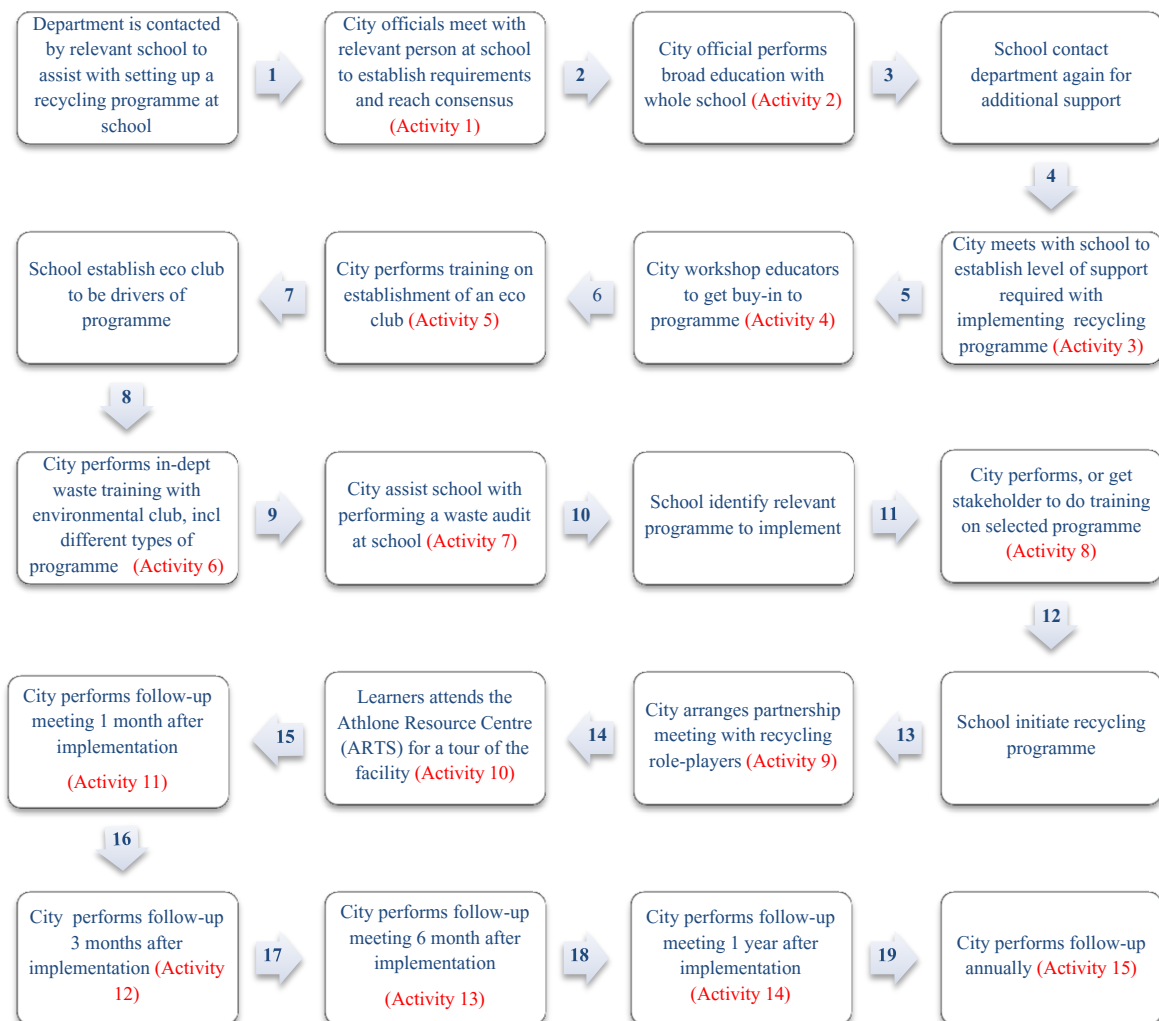 Department is contacted
by relevant school to
assist with setting up a
recycling programme at
school
1
City officials meet with
relevant person at school
to establish requirements
and reach consensus
(Activity 1)
2
City official performs
broad education with
whole school (Activity 2)
3
School contact
department again for
additional support
4
City meets with school to
establish level of support
required with
implementing recycling
programme (Activity 3)
5
City workshop educators
to get buy-in to
programme (Activity 4)
6
City performs training on
establishment of an eco
club (Activity 5)
7
School establish eco club
to be drivers of
programme
8
City performs in-dept
waste training with
environmental club, incl
different types of
programme (Activity 6)
9
City assist school with
performing a waste audit
at school (Activity 7)
10
School identify relevant
programme to implement
11
City performs, or get
stakeholder to do training
on selected programme
(Activity 8)
12
School initiate recycling
programme
13
City arranges partnership
meeting with recycling
role-players (Activity 9)
14
Learners attends the
Athlone Resource Centre
(ARTS) for a tour of the
facility (Activity 10)
15
City performs follow-up
meeting 1 month after
implementation
(Activity 11)
16
City performs follow-up
3 months after
implementation (Activity
12)
17
City performs follow-up
meeting 6 month after
implementation
(Activity 13)
18
City performs follow-up
meeting 1 year after
implementation
(Activity 14)
19
City performs follow-up
annually (Activity 15)